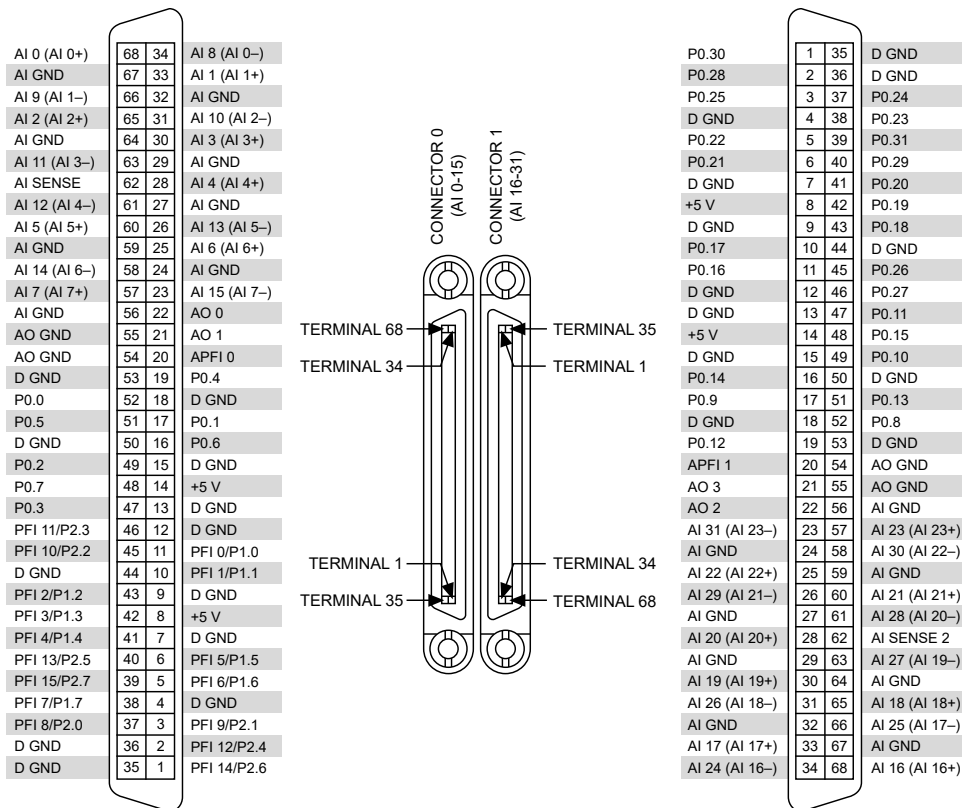 AI 0 (AI 0+) 68 34 AI 8 (AI 0–)
AI GND 67 33 AI 1 (AI 1+)
AI 9 (AI 1–) 66 32 AI GND
AI 2 (AI 2+) 65 31 AI 10 (AI 2–)
AI GND 64 30 AI 3 (AI 3+)
AI 11 (AI 3–) 63 29 AI GND
AI SENSE 62 28 AI 4 (AI 4+)
AI 12 (AI 4–) 61 27 AI GND
AI 5 (AI 5+) 60 26 AI 13 (AI 5–)
AI GND 59 25 AI 6 (AI 6+)
AI 14 (AI 6–) 58 24 AI GND
AI 7 (AI 7+) 57 23 AI 15 (AI 7–)
AI GND 56 22 AO 0
AO GND 55 21 AO 1
AO GND 54 20 APFI 0
D GND 53 19 P0.4
P0.0 52 18 D GND
P0.5 51 17 P0.1
D GND 50 16 P0.6
P0.2 49 15 D GND
P0.7 48 14 +5 V
P0.3 47 13 D GND
PFI 11/P2.3 46 12 D GND
PFI 10/P2.2 45 11 PFI 0/P1.0
D GND 44 10 PFI 1/P1.1
PFI 2/P1.2 43 9 D GND
PFI 3/P1.3 42 8 +5 V
PFI 4/P1.4 41 7 D GND
PFI 13/P2.5 40 6 PFI 5/P1.5
PFI 15/P2.7 39 5 PFI 6/P1.6
PFI 7/P1.7 38 4 D GND
PFI 8/P2.0 37 3 PFI 9/P2.1
D GND 36 2 PFI 12/P2.4
D GND 35 1 PFI 14/P2.6
CONNECTOR 0
(AI 0-15)
CONNECTOR 1
(AI 16-31)
TERMINAL 68
TERMINAL 34
TERMINAL 35
TERMINAL 1
TERMINAL 1
TERMINAL 35
TERMINAL 34
TERMINAL 68
P0.30 1 35 D GND
P0.28 2 36 D GND
P0.25 3 37 P0.24
D GND 4 38 P0.23
P0.22 5 39 P0.31
P0.21 6 40 P0.29
D GND 7 41 P0.20
+5 V 8 42 P0.19
D GND 9 43 P0.18
P0.17 10 44 D GND
P0.16 11 45 P0.26
D GND 12 46 P0.27
D GND 13 47 P0.11
+5 V 14 48 P0.15
D GND 15 49 P0.10
P0.14 16 50 D GND
P0.9 17 51 P0.13
D GND 18 52 P0.8
P0.12 19 53 D GND
APFI 1 20 54 AO GND
AO 3 21 55 AO GND
AO 2 22 56 AI GND
AI 31 (AI 23–) 23 57 AI 23 (AI 23+)
AI GND 24 58 AI 30 (AI 22–)
AI 22 (AI 22+) 25 59 AI GND
AI 29 (AI 21–) 26 60 AI 21 (AI 21+)
AI GND 27 61 AI 28 (AI 20–)
AI 20 (AI 20+) 28 62 AI SENSE 2
AI GND 29 63 AI 27 (AI 19–)
AI 19 (AI 19+) 30 64 AI GND
AI 26 (AI 18–) 31 65 AI 18 (AI 18+)
AI GND 32 66 AI 25 (AI 17–)
AI 17 (AI 17+) 33 67 AI GND
AI 24 (AI 16–) 34 68 AI 16 (AI 16+)